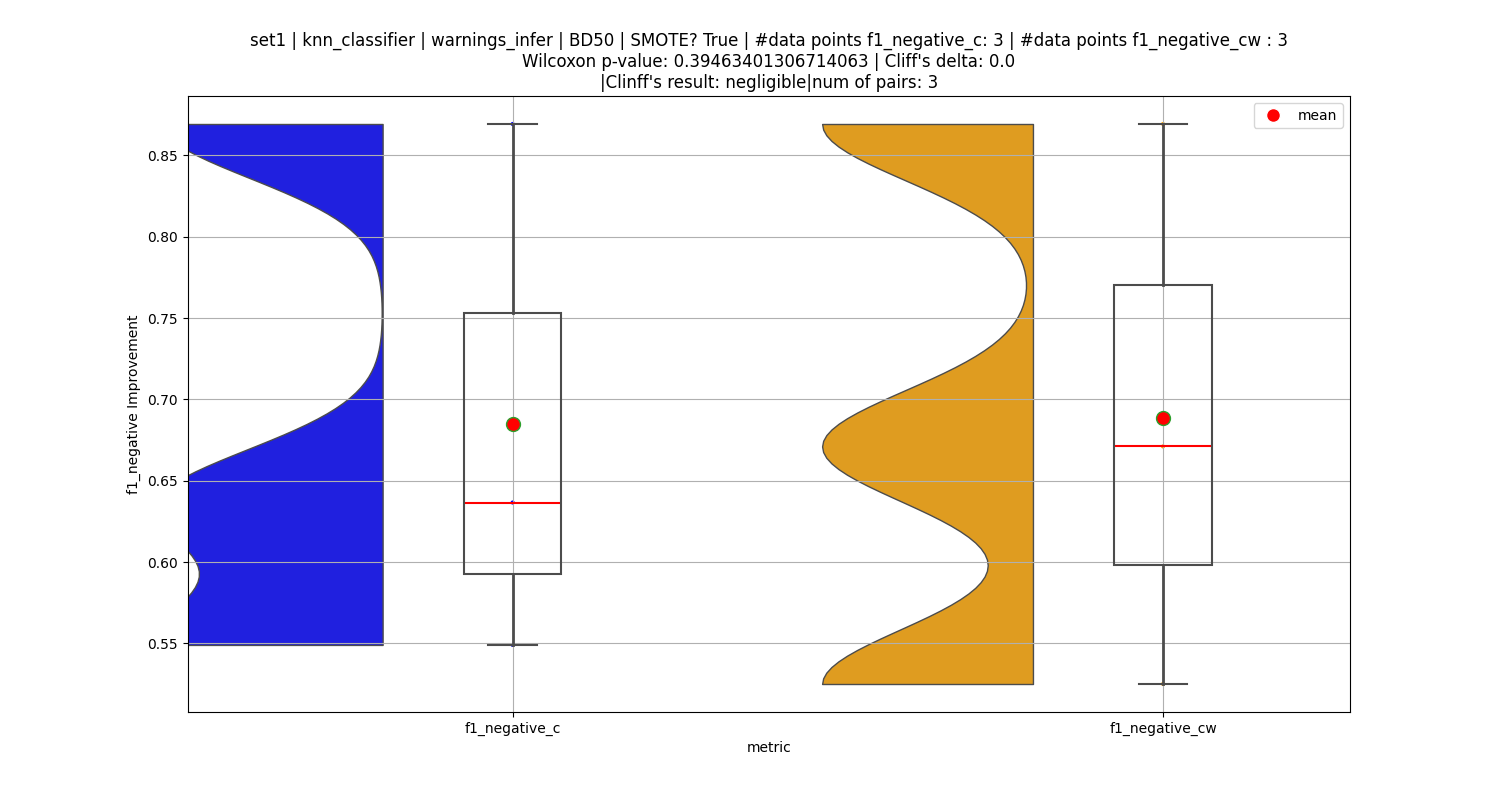 set1 | knn_classifier | warnings_infer | BD50 | SMOTE? True | #data points f1_negative_c: 3 | #data points f1_negative_cw : 3
Wilcoxon p-value: 0.39463401306714063 | Cliff's delta: 0.0
|Clinff's result: negligible|num of pairs: 3
mean
0.85
0.80
0.75
0.70
0.65
0.60
0.55
f1_negative Improvement
f1_negative_c
f1_negative_cw
metric